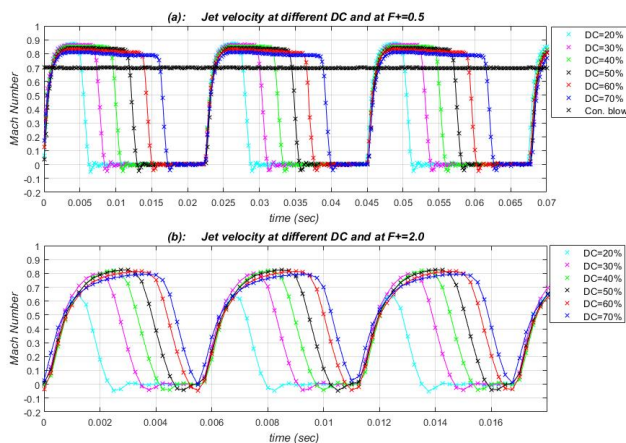 (a): Jet velocity at different DC and at F+=0.5
Mach Number
0.9
0.8
0.7
0.6
0.5
0.4
0.3
0.2
0.1
0
-0.1
-0.2
0 0.005 0.01 0.015 0.02 0.025 0.03 0.035 0.04 0.045 0.05 0.055 0.06 0.065 0.07
time (sec)
DC=20%
DC=30%
DC=40%
DC=50%
DC=60%
DC=70%
Con. blow
(b): Jet velocity at different DC and at F+=2.0
Mach Number
1
0.9
0.8
0.7
0.6
0.5
0.4
0.3
0.2
0.1
0
-0.1
-0.2
0 0.002 0.004 0.006 0.008 0.01 0.012 0.014 0.016
time (sec)
DC=20%
DC=30%
DC=40%
DC=50%
DC=60%
DC=70%